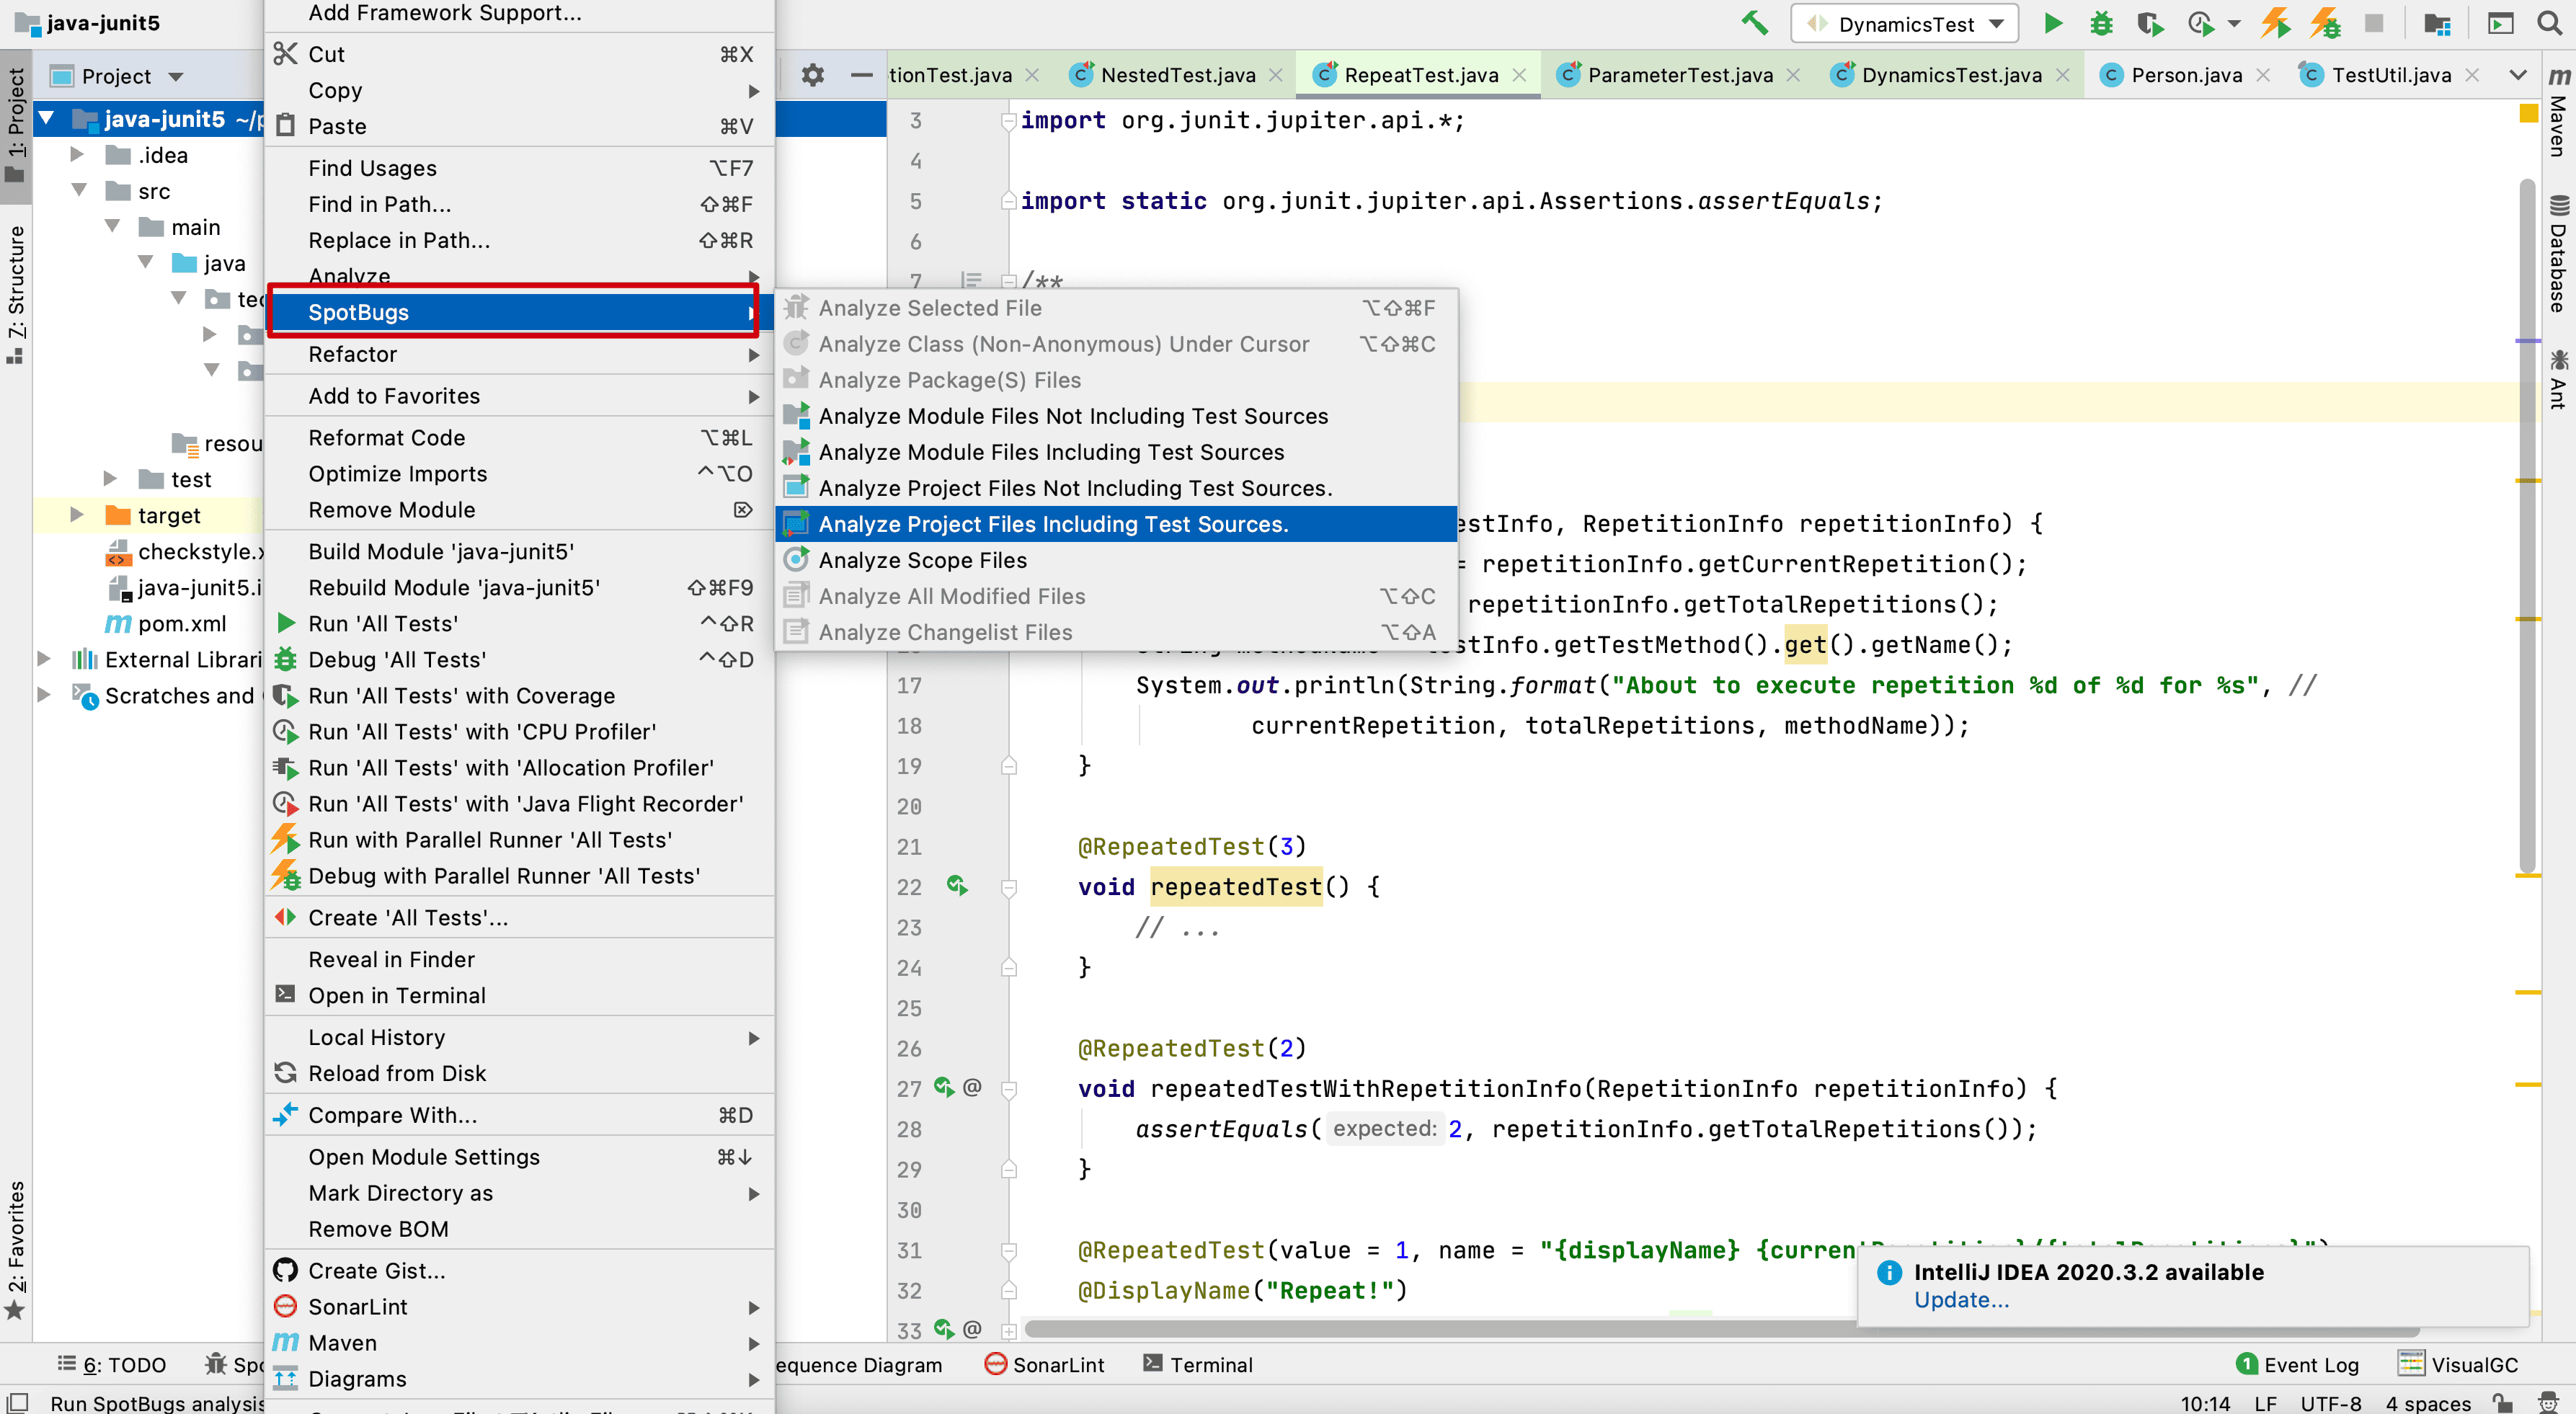 java-junit5
DynamicsTest
1: Project
Z: Structure
2: Favorites
Project
java-junit5 ~/p
.idea
src
main
java
tec
resou
test
target
checkstyle.x
java-junit5.i
pom.xml
External Librari
Scratches and
Add Framework Support...
Cut ⌘X
Copy
Paste ⌘V
Find Usages ⌥F7
Find in Path... ⇧⌘F
Replace in Path... ⇧⌘R
Analyze
SpotBugs
Refactor
Add to Favorites
Reformat Code ⌥⌘L
Optimize Imports ^⌥O
Remove Module ⌦
Build Module 'java-junit5'
Rebuild Module 'java-junit5' ⇧⌘F9
Run 'All Tests' ^⇧R
Debug 'All Tests' ^⇧D
Run 'All Tests' with Coverage
Run 'All Tests' with 'CPU Profiler'
Run 'All Tests' with 'Allocation Profiler'
Run 'All Tests' with 'Java Flight Recorder'
Run with Parallel Runner 'All Tests'
Debug with Parallel Runner 'All Tests'
Create 'All Tests'...
Reveal in Finder
Open in Terminal
Local History
Reload from Disk
Compare With... ⌘D
Open Module Settings ⌘↓
Mark Directory as
Remove BOM
Create Gist...
SonarLint
Maven
Diagrams
Analyze Selected File ⌥⇧⌘F
Analyze Class (Non-Anonymous) Under Cursor ⌥⇧⌘C
Analyze Package(S) Files
Analyze Module Files Not Including Test Sources
Analyze Module Files Including Test Sources
Analyze Project Files Not Including Test Sources.
Analyze Project Files Including Test Sources.
Analyze Scope Files
Analyze All Modified Files ⌥⇧C
Analyze Changelist Files ⌥⇧A
tionTest.java NestedTest.java RepeatTest.java ParameterTest.java DynamicsTest.java Person.java TestUtil.java
3 import org.junit.jupiter.api.*;
4
5 import static org.junit.jupiter.api.Assertions.assertEquals;
6
7 /**
estInfo, RepetitionInfo repetitionInfo) {
= repetitionInfo.getCurrentRepetition();
repetitionInfo.getTotalRepetitions();
stInfo.getTestMethod().get().getName();
17 System.out.println(String.format("About to execute repetition %d of %d for %s", //
18 currentRepetition, totalRepetitions, methodName));
19 }
20
21 @RepeatedTest(3)
22 void repeatedTest() {
23 // ...
24 }
25
26 @RepeatedTest(2)
27 @ void repeatedTestWithRepetitionInfo(RepetitionInfo repetitionInfo) {
28 assertEquals( expected: 2, repetitionInfo.getTotalRepetitions());
29 }
30
31 @RepeatedTest(value = 1, name = "{displayName} {curren
32 @DisplayName("Repeat!")
33 @
IntelliJ IDEA 2020.3.2 available
Update...
Maven
Database
Ant
6: TODO Spo equence Diagram SonarLint Terminal 1 Event Log VisualGC
Run SpotBugs analysis 10:14 LF UTF-8 4 spaces